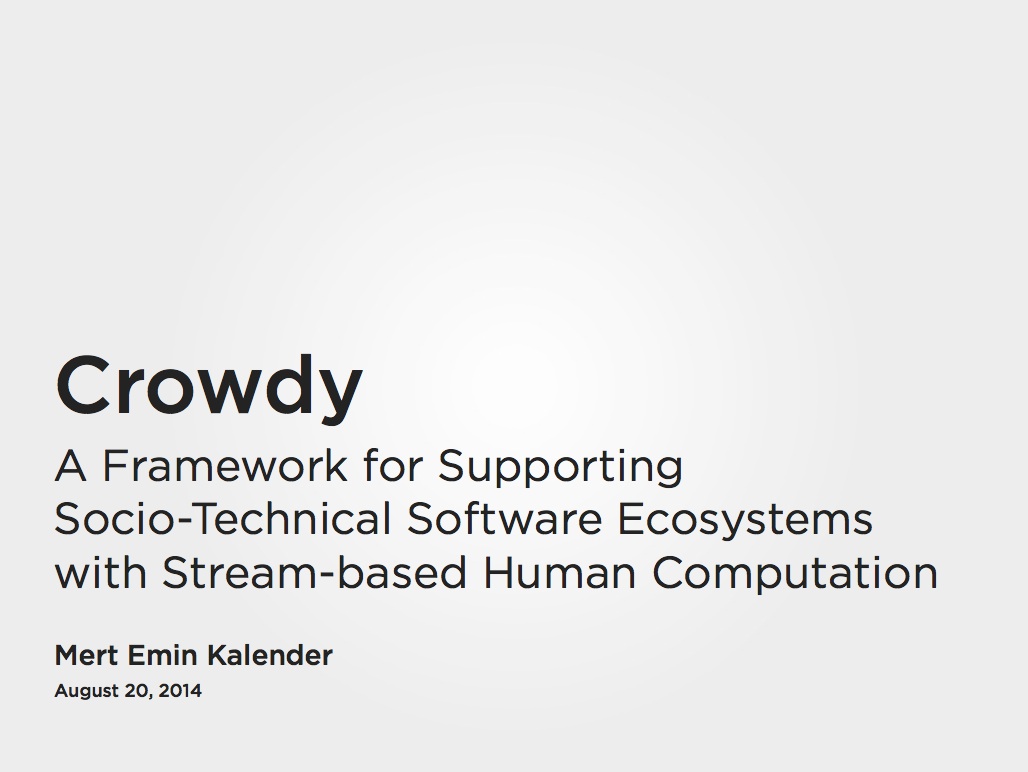 Crowdy
A Framework for Supporting
Socio-Technical Software Ecosystems
with Stream-based Human Computation
Mert Emin Kalender
August 20, 2014